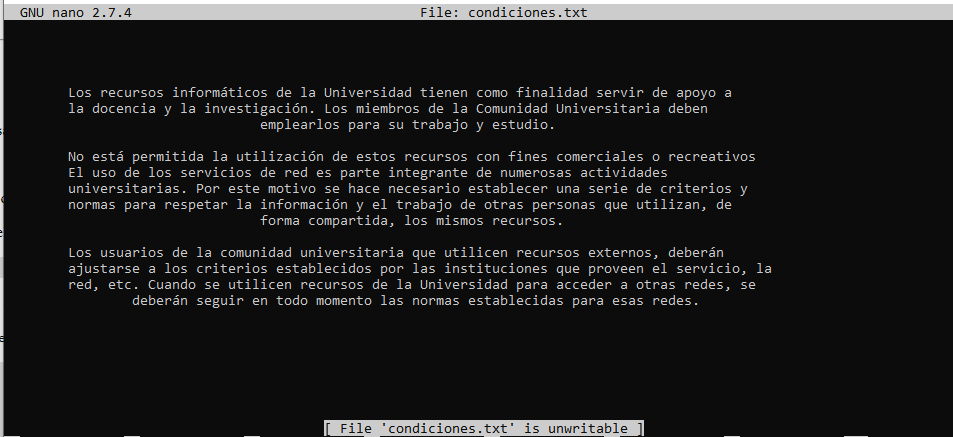 GNU nano 2.7.4 File: condiciones.txt
Los recursos informáticos de la Universidad tienen como finalidad servir de apoyo a
la docencia y la investigación. Los miembros de la Comunidad Universitaria deben
emplearlos para su trabajo y estudio.
No está permitida la utilización de estos recursos con fines comerciales o recreativos
El uso de los servicios de red es parte integrante de numerosas actividades
universitarias. Por este motivo se hace necesario establecer una serie de criterios y
normas para respetar la información y el trabajo de otras personas que utilizan, de
forma compartida, los mismos recursos.
Los usuarios de la comunidad universitaria que utilicen recursos externos, deberán
ajustarse a los criterios establecidos por las instituciones que proveen el servicio, la
red, etc. Cuando se utilicen recursos de la Universidad para acceder a otras redes, se
deberán seguir en todo momento las normas establecidas para esas redes.
[ File 'condiciones.txt' is unwritable ]